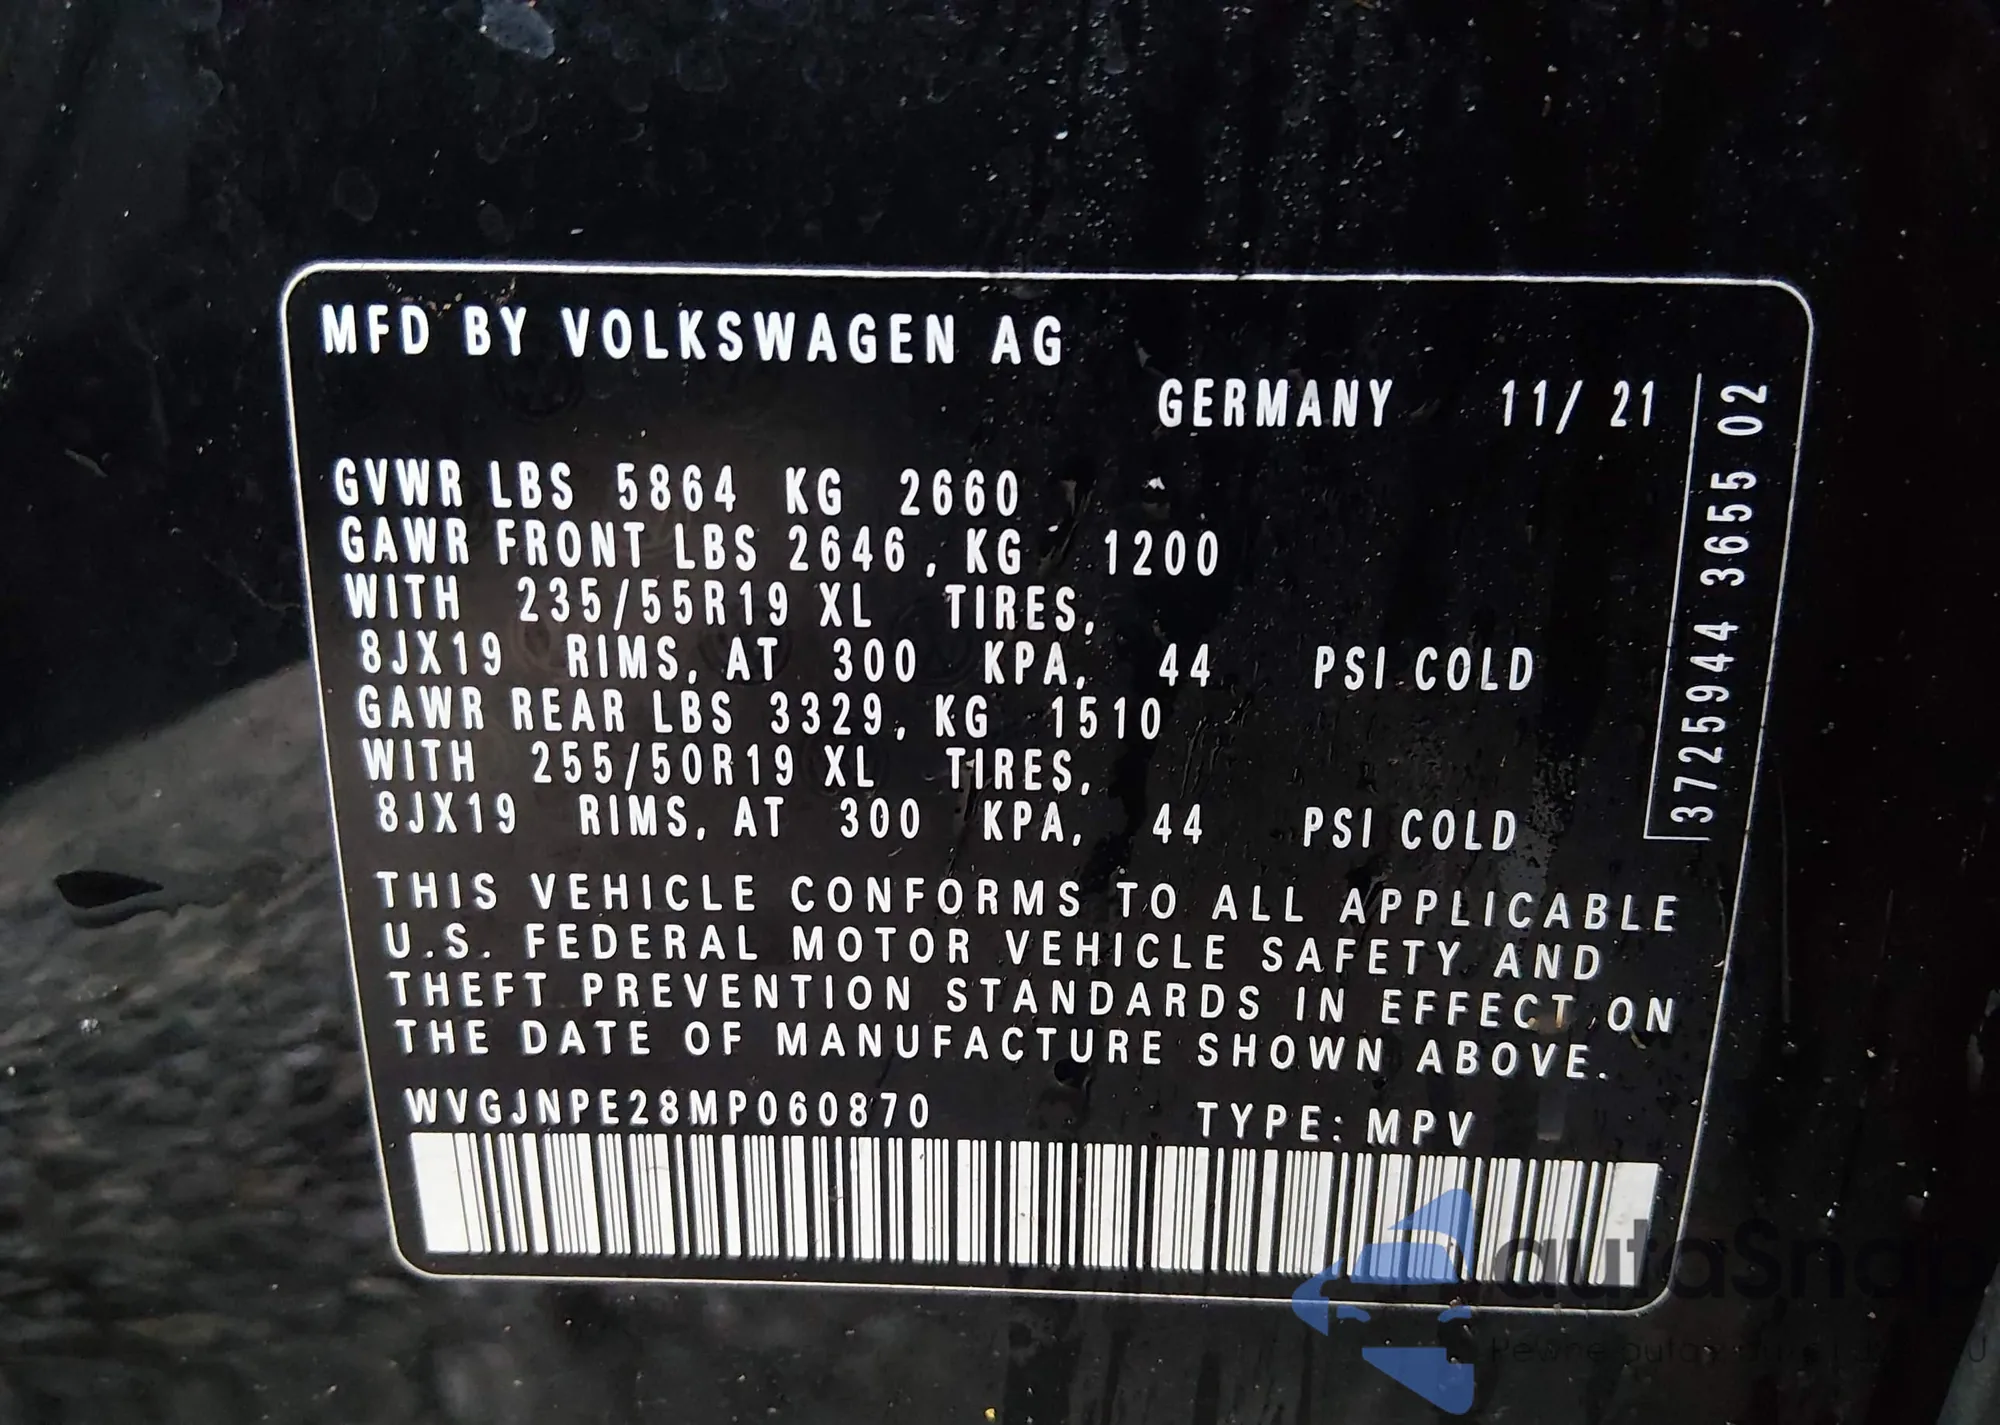 MFD BY VOLKSWAGEN AG
GERMANY 11/ 21
GVWR LBS 5864 KG 2660
GAWR FRONT LBS 2646, KG 1200
WITH 235/55R19 XL TIRES,
8JX19 RIMS, AT 300 KPA, 44 PSI COLD
GAWR REAR LBS 3329, KG 1510
WITH 255/50R19 XL TIRES,
8JX19 RIMS, AT 300 KPA, 44 PSI COLD
THIS VEHICLE CONFORMS TO ALL APPLICABLE
U.S. FEDERAL MOTOR VEHICLE SAFETY AND
THEFT PREVENTION STANDARDS IN EFFECT ON
THE DATE OF MANUFACTURE SHOWN ABOVE.
WVGJNPE28MP060870 TYPE: MPV
3725944 3655 02
autaSnap